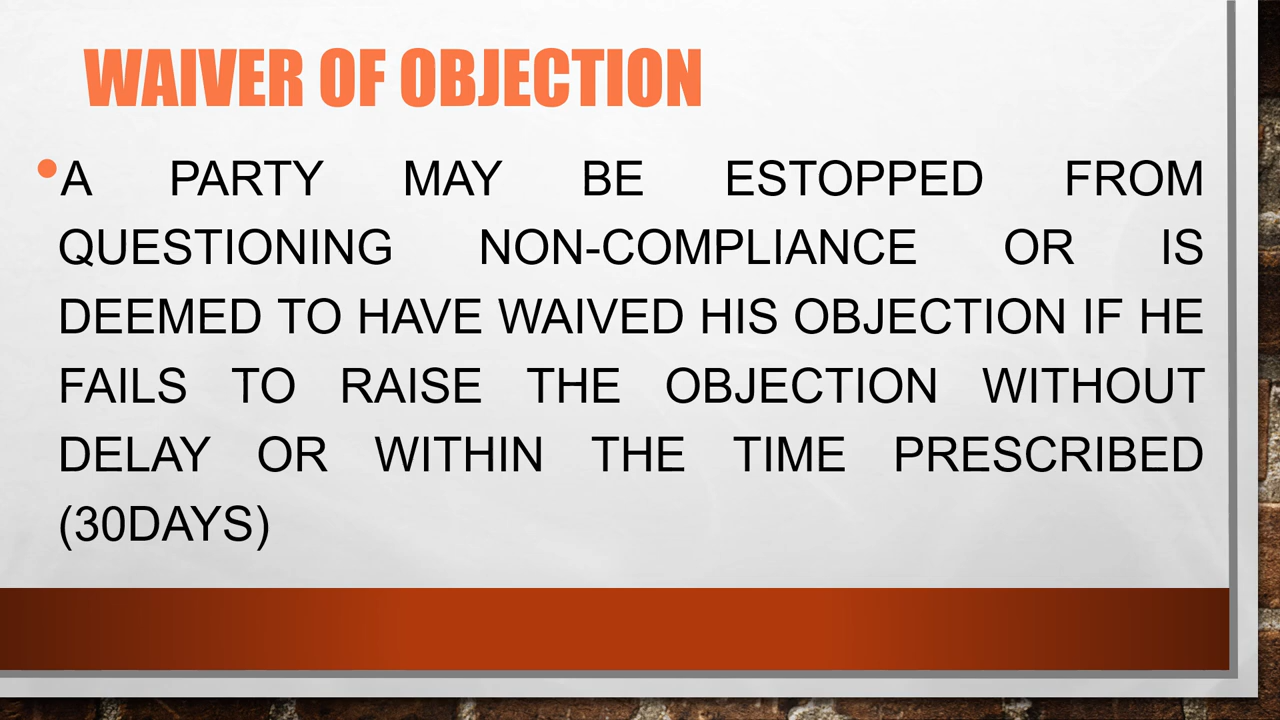 WAIVER OF OBJECTION
•A PARTY MAY BE ESTOPPED FROM
QUESTIONING NON-COMPLIANCE OR IS
DEEMED TO HAVE WAIVED HIS OBJECTION IF HE
FAILS TO RAISE THE OBJECTION WITHOUT
DELAY OR WITHIN THE TIME PRESCRIBED
(30DAYS)